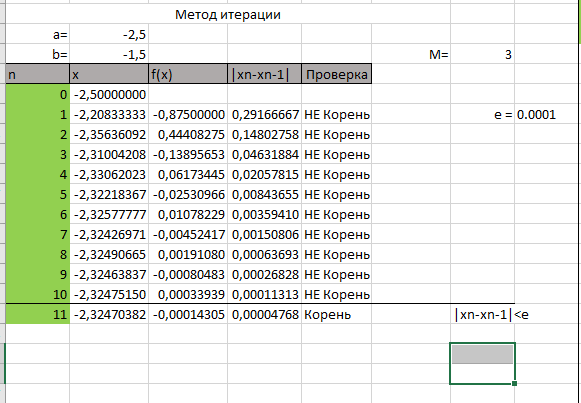 Метод итерации
a= -2,5
b= -1,5 M= 3
n x f(x) |xn-xn-1| Проверка
0 -2,50000000
1 -2,20833333 -0,87500000 0,29166667 НЕ Корень e = 0.0001
2 -2,35636092 0,44408275 0,14802758 НЕ Корень
3 -2,31004208 -0,13895653 0,04631884 НЕ Корень
4 -2,33062023 0,06173445 0,02057815 НЕ Корень
5 -2,32218367 -0,02530966 0,00843655 НЕ Корень
6 -2,32577777 0,01078229 0,00359410 НЕ Корень
7 -2,32426971 -0,00452417 0,00150806 НЕ Корень
8 -2,32490665 0,00191080 0,00063693 НЕ Корень
9 -2,32463837 -0,00080483 0,00026828 НЕ Корень
10 -2,32475150 0,00033939 0,00011313 НЕ Корень
11 -2,32470382 -0,00014305 0,00004768 Корень |xn-xn-1|<e